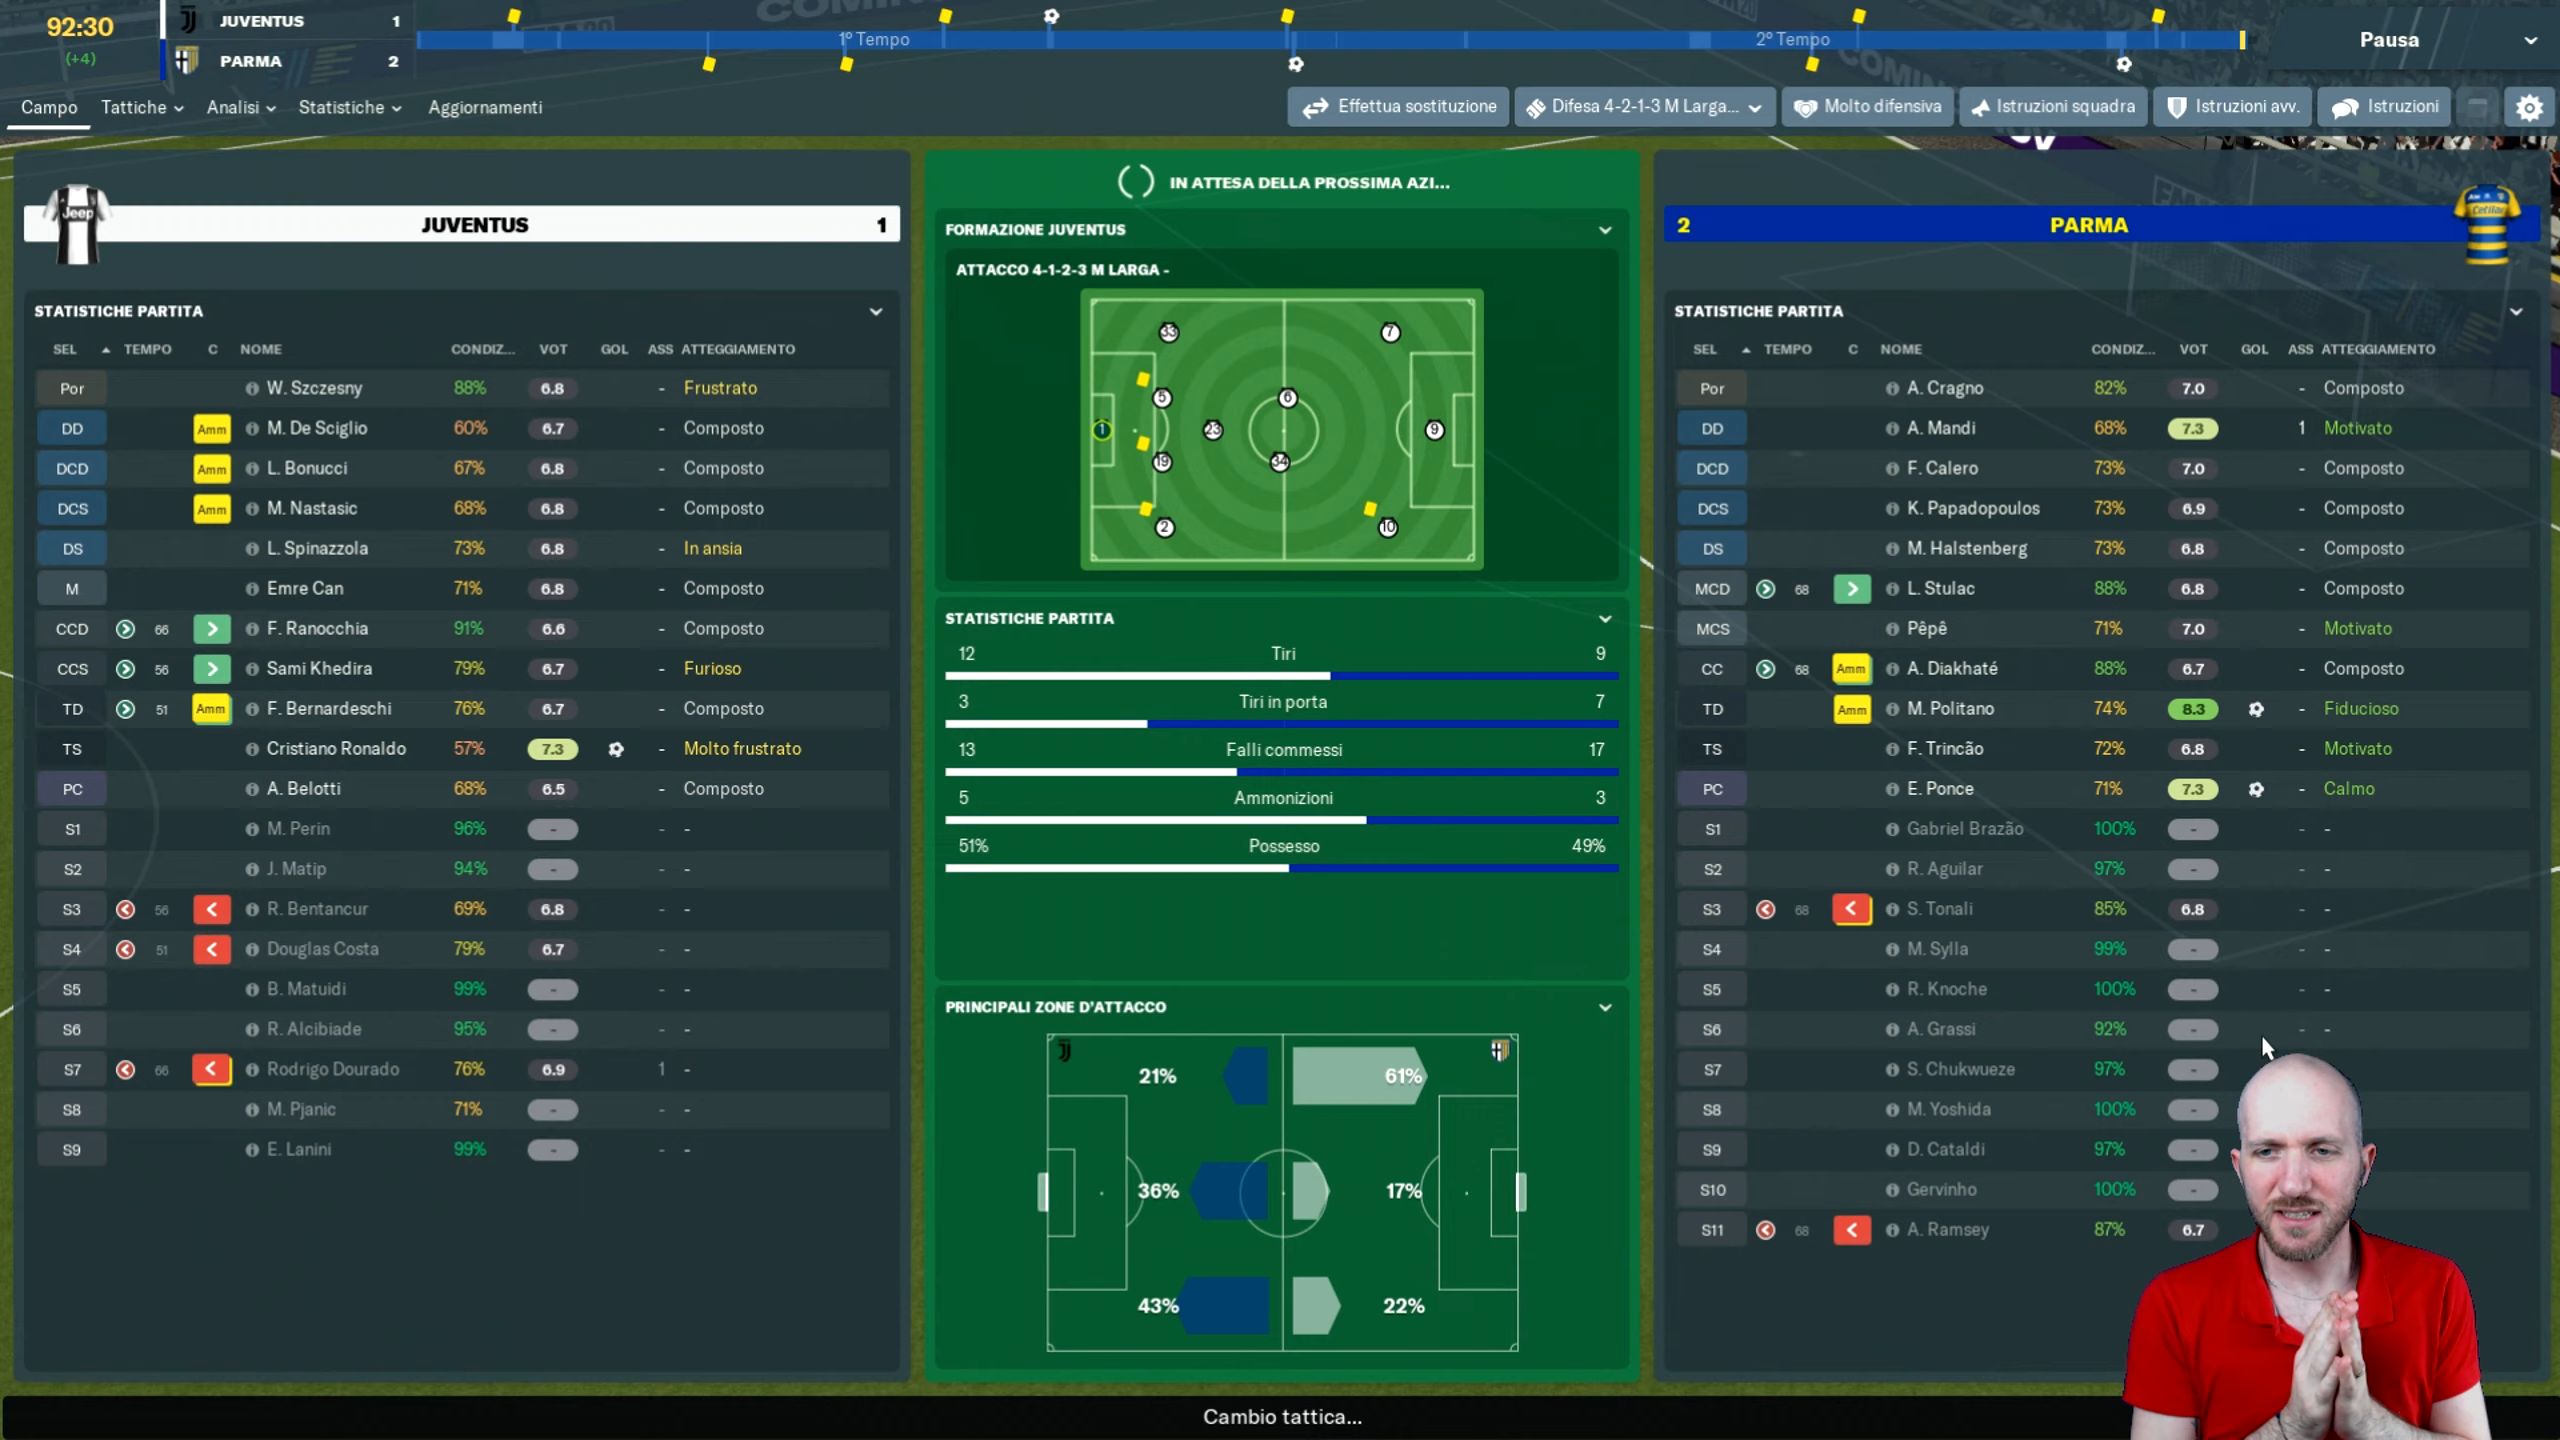 92:30
(+4)
JUVENTUS 1
PARMA 2
1º Tempo
2º Tempo
Pausa
Campo Tattiche Analisi Statistiche Aggiornamenti
Effettua sostituzione Difesa 4-2-1-3 M Larga... Molto difensiva Istruzioni squadra Istruzioni avv. Istruzioni
Jeep
JUVENTUS 1
STATISTICHE PARTITA
SEL TEMPO C NOME CONDIZ... VOT GOL ASS ATTEGGIAMENTO
Por W. Szczesny 88% 6.8 - Frustrato
DD Amm M. De Sciglio 60% 6.7 - Composto
DCD Amm L. Bonucci 67% 6.8 - Composto
DCS Amm M. Nastasic 68% 6.8 - Composto
DS L. Spinazzola 73% 6.8 - In ansia
M Emre Can 71% 6.8 - Composto
CCD 66 F. Ranocchia 91% 6.6 - Composto
CCS 56 Sami Khedira 79% 6.7 - Furioso
TD 51 Amm F. Bernardeschi 76% 6.7 - Composto
TS Cristiano Ronaldo 57% 7.3 - Molto frustrato
PC A. Belotti 68% 6.5 - Composto
S1 M. Perin 96% - - -
S2 J. Matip 94% - - -
S3 56 R. Bentancur 69% 6.8 - -
S4 51 Douglas Costa 79% 6.7 - -
S5 B. Matuidi 99% - - -
S6 R. Alcibiade 95% - - -
S7 66 Rodrigo Dourado 76% 6.9 1 -
S8 M. Pjanic 71% - - -
S9 E. Lanini 99% - - -
IN ATTESA DELLA PROSSIMA AZI...
FORMAZIONE JUVENTUS
ATTACCO 4-1-2-3 M LARGA -
33 7
5 6
1 23 9
19 34
2 10
STATISTICHE PARTITA
12 Tiri 9
3 Tiri in porta 7
13 Falli commessi 17
5 Ammonizioni 3
51% Possesso 49%
PRINCIPALI ZONE D'ATTACCO
21% 61%
36% 17%
43% 22%
2 PARMA
Cetilar
STATISTICHE PARTITA
SEL TEMPO C NOME CONDIZ... VOT GOL ASS ATTEGGIAMENTO
Por A. Cragno 82% 7.0 - Composto
DD A. Mandi 68% 7.3 1 Motivato
DCD F. Calero 73% 7.0 - Composto
DCS K. Papadopoulos 73% 6.9 - Composto
DS M. Halstenberg 73% 6.8 - Composto
MCD 68 L. Stulac 88% 6.8 - Composto
MCS Pêpê 71% 7.0 - Motivato
CC 68 Amm A. Diakhaté 88% 6.7 - Composto
TD Amm M. Politano 74% 8.3 - Fiducioso
TS F. Trincão 72% 6.8 - Motivato
PC E. Ponce 71% 7.3 - Calmo
S1 Gabriel Brazão 100% - - -
S2 R. Aguilar 97% - - -
S3 68 S. Tonali 85% 6.8 - -
S4 M. Sylla 99% - - -
S5 R. Knoche 100% - - -
S6 A. Grassi 92% - - -
S7 S. Chukwueze 97% -
S8 M. Yoshida 100% -
S9 D. Cataldi 97% -
S10 Gervinho 100% -
S11 68 A. Ramsey 87% 6.7
Cambio tattica...